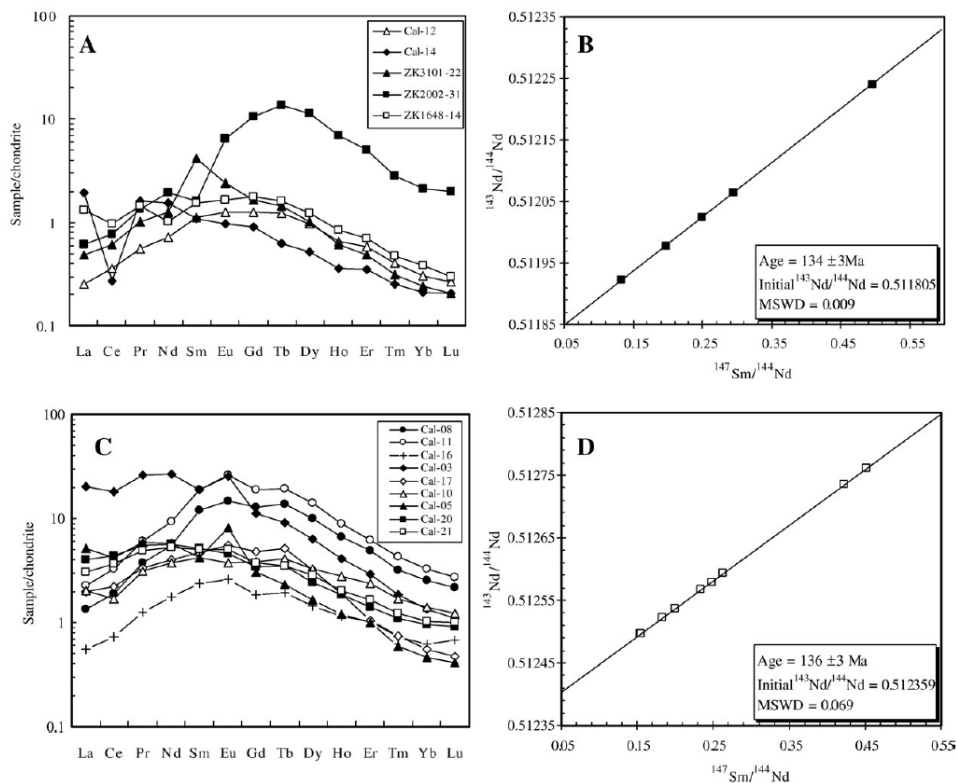 A
Cal-12
Cal-14
ZK3101-22
ZK2002-31
ZK1648-14
100
10
1
0.1
Sample/chondrite
La Ce Pr Nd Sm Eu Gd Tb Dy Ho Er Tm Yb Lu
B
0.51235
0.51225
0.51215
0.51205
0.51195
0.51185
143Nd/144Nd
Age = 134 ±3Ma
Initial 143Nd/144Nd = 0.511805
MSWD = 0.009
0.05 0.15 0.25 0.35 0.45 0.55
147Sm/144Nd
C
Cal-08
Cal-11
Cal-16
Cal-03
Cal-17
Cal-10
Cal-05
Cal-20
Cal-21
100
10
1
0.1
Sample/chondrite
La Ce Pr Nd Sm Eu Gd Tb Dy Ho Er Tm Yb Lu
D
0.51285
0.51275
0.51265
0.51255
0.51245
0.51235
143Nd/144Nd
Age = 136 ±3 Ma
Initial 143Nd/144Nd = 0.512359
MSWD = 0.069
0.05 0.15 0.25 0.35 0.45 0.55
147Sm/144Nd